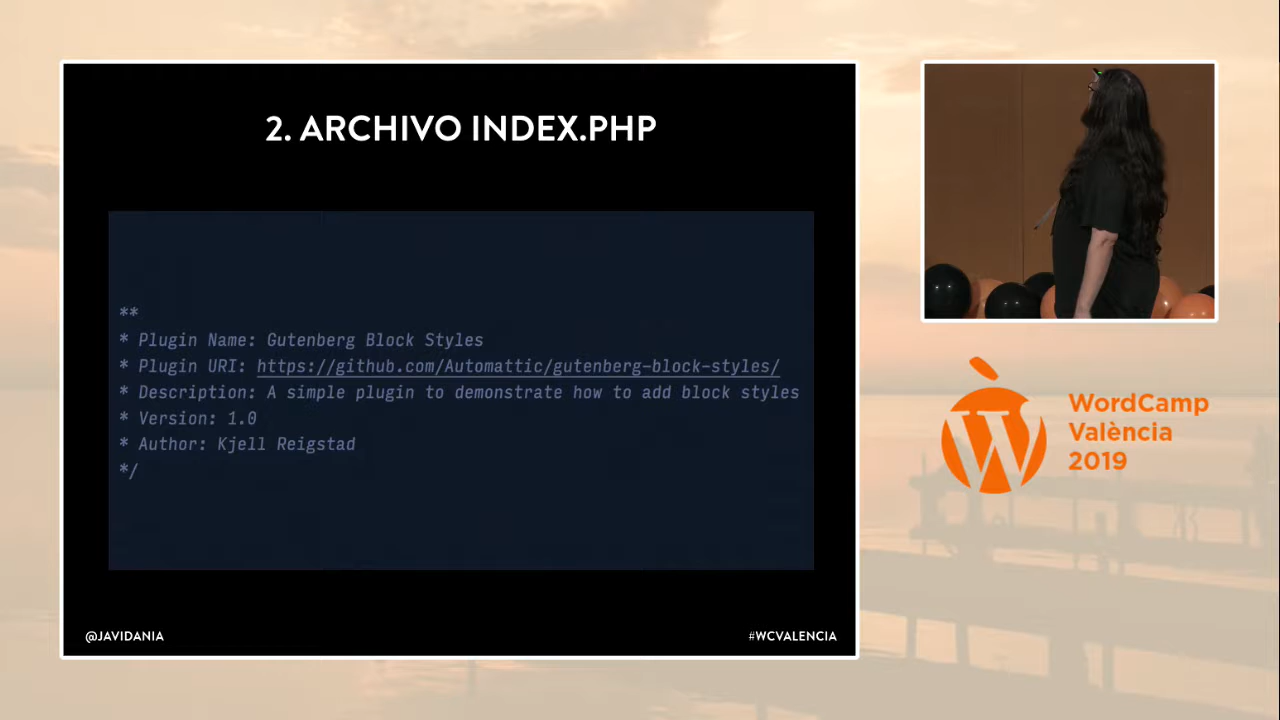 2. ARCHIVO INDEX.PHP
**
* Plugin Name: Gutenberg Block Styles
* Plugin URI: https://github.com/Automattic/gutenberg-block-styles/
* Description: A simple plugin to demonstrate how to add block styles
* Version: 1.0
* Author: Kjell Reigstad
*/
@JAVIDANIA
#WCVALENCIA
WordCamp
València
2019